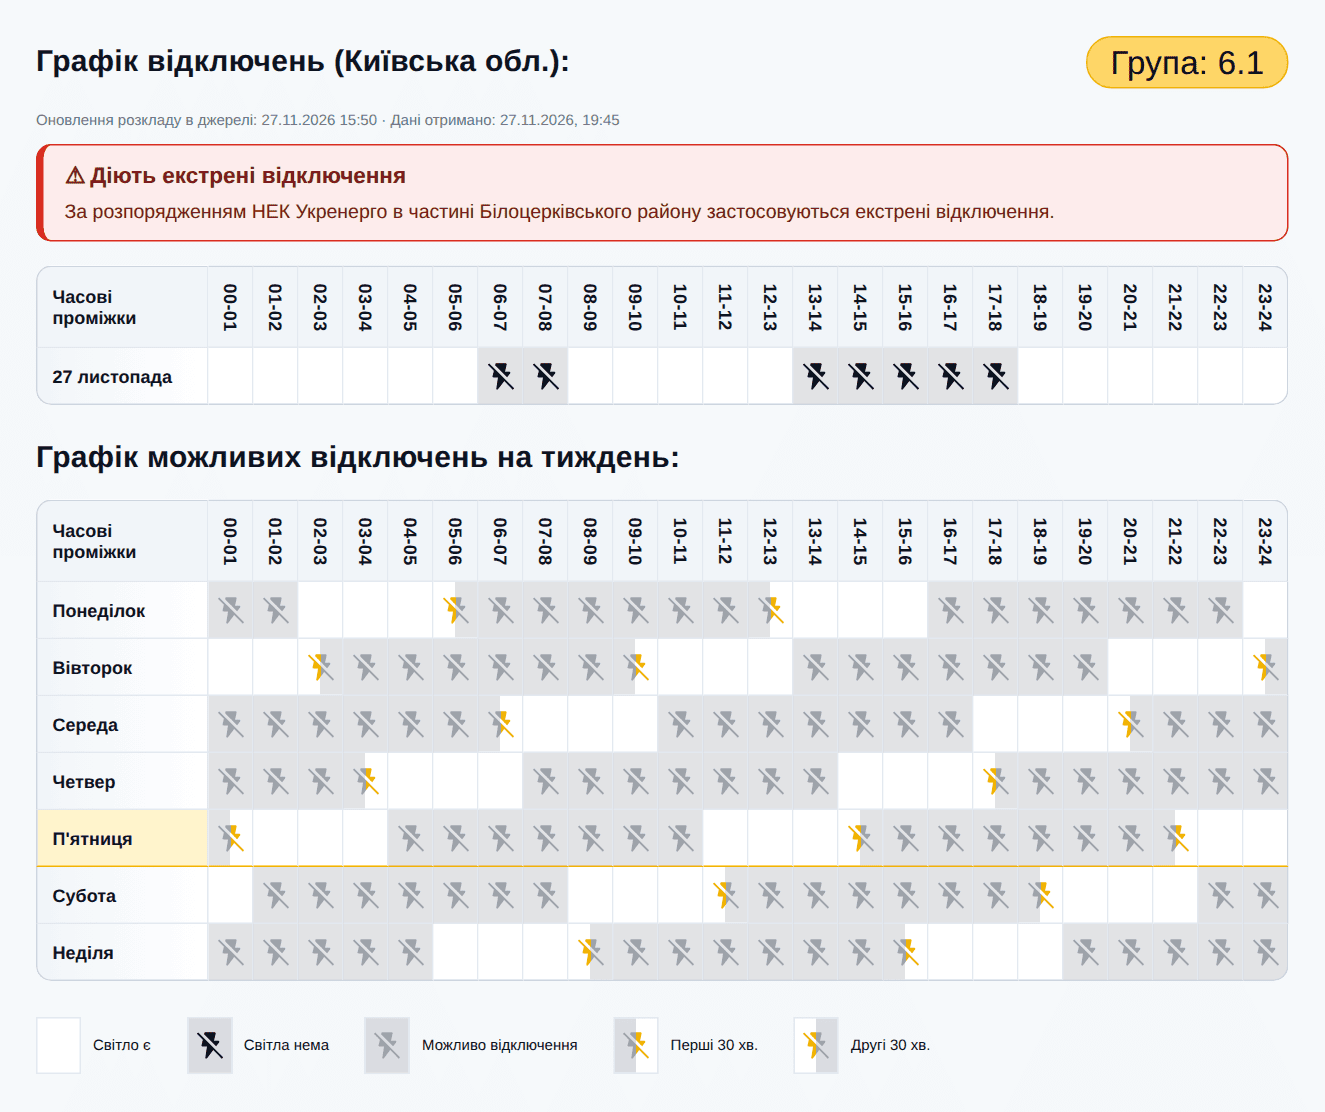 Графік відключень (Київська обл.):
Група: 6.1
Оновлення розкладу в джерелі: 27.11.2026 15:50 · Дані отримано: 27.11.2026, 19:45
⚠ Діють екстрені відключення
За розпорядженням НЕК Укренерго в частині Білоцерківського району застосовуються екстрені відключення.
Часові проміжки 00-01 01-02 02-03 03-04 04-05 05-06 06-07 07-08 08-09 09-10 10-11 11-12 12-13 13-14 14-15 15-16 16-17 17-18 18-19 19-20 20-21 21-22 22-23 23-24
27 листопада
Графік можливих відключень на тиждень:
Часові проміжки 00-01 01-02 02-03 03-04 04-05 05-06 06-07 07-08 08-09 09-10 10-11 11-12 12-13 13-14 14-15 15-16 16-17 17-18 18-19 19-20 20-21 21-22 22-23 23-24
Понеділок
Вівторок
Середа
Четвер
П'ятниця
Субота
Неділя
Світло є Світла нема Можливо відключення Перші 30 хв. Другі 30 хв.